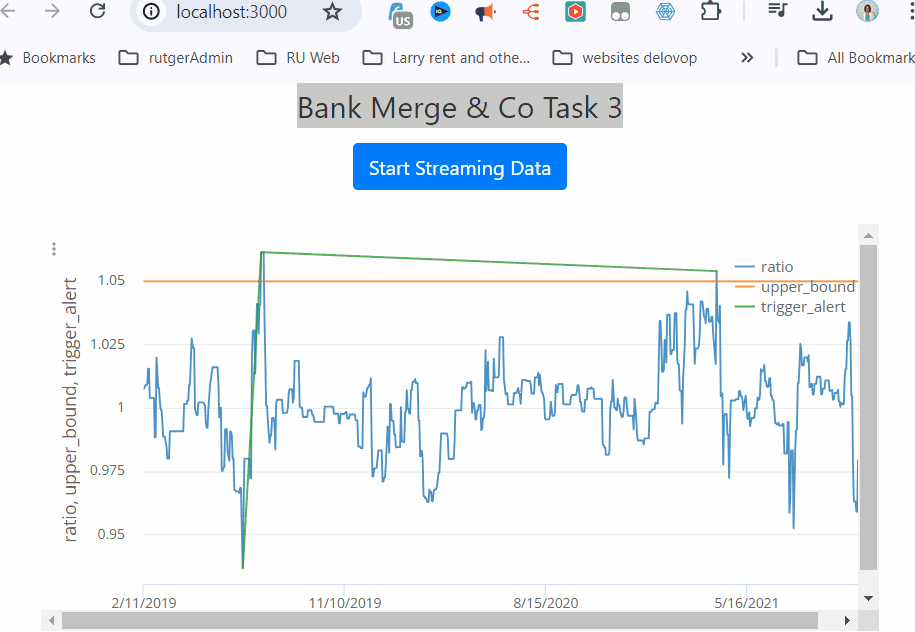 localhost:3000
US
Bookmarks rutgerAdmin RU Web Larry rent and othe... websites delovop » All Bookmark
Bank Merge & Co Task 3
Start Streaming Data
ratio, upper_bound, trigger_alert
1.05
1.025
1
0.975
0.95
ratio
upper_bound
trigger_alert
2/11/2019 11/10/2019 8/15/2020 5/16/2021